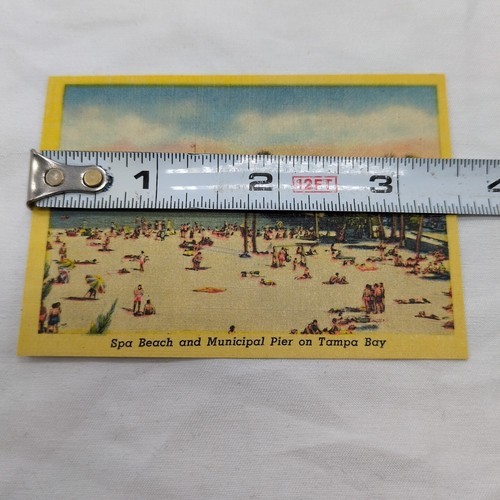 1 2 12FT 3 4
Spa Beach and Municipal Pier on Tampa Bay